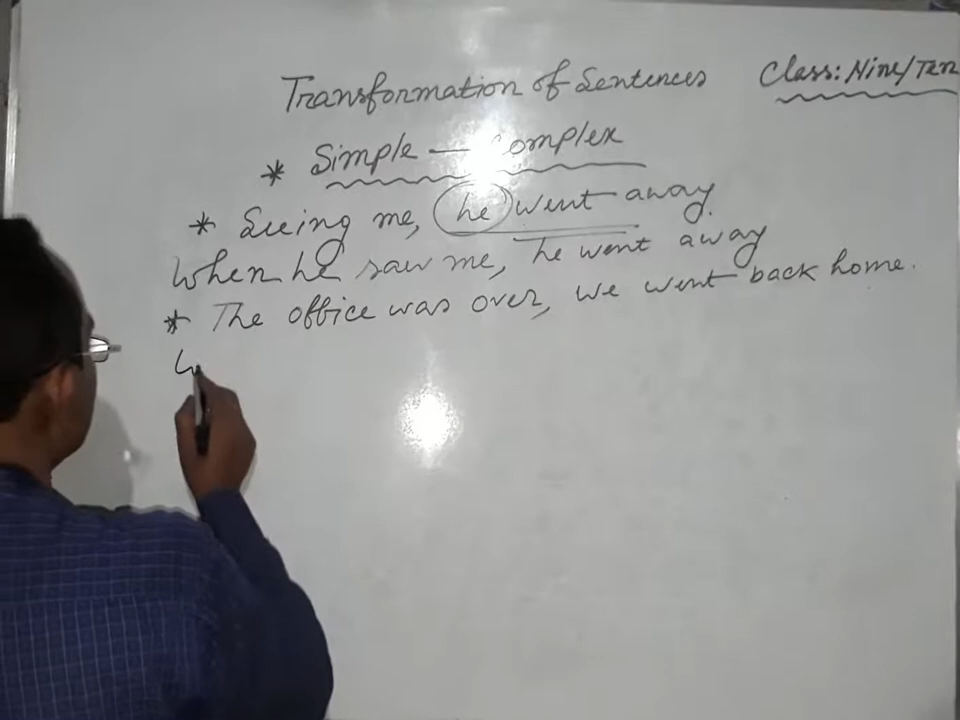 Transformation of Sentences Class: Nine/Ten
* Simple — Complex
* Seeing me, he went away.
When he saw me, he went away
* The office was over, we went back home.